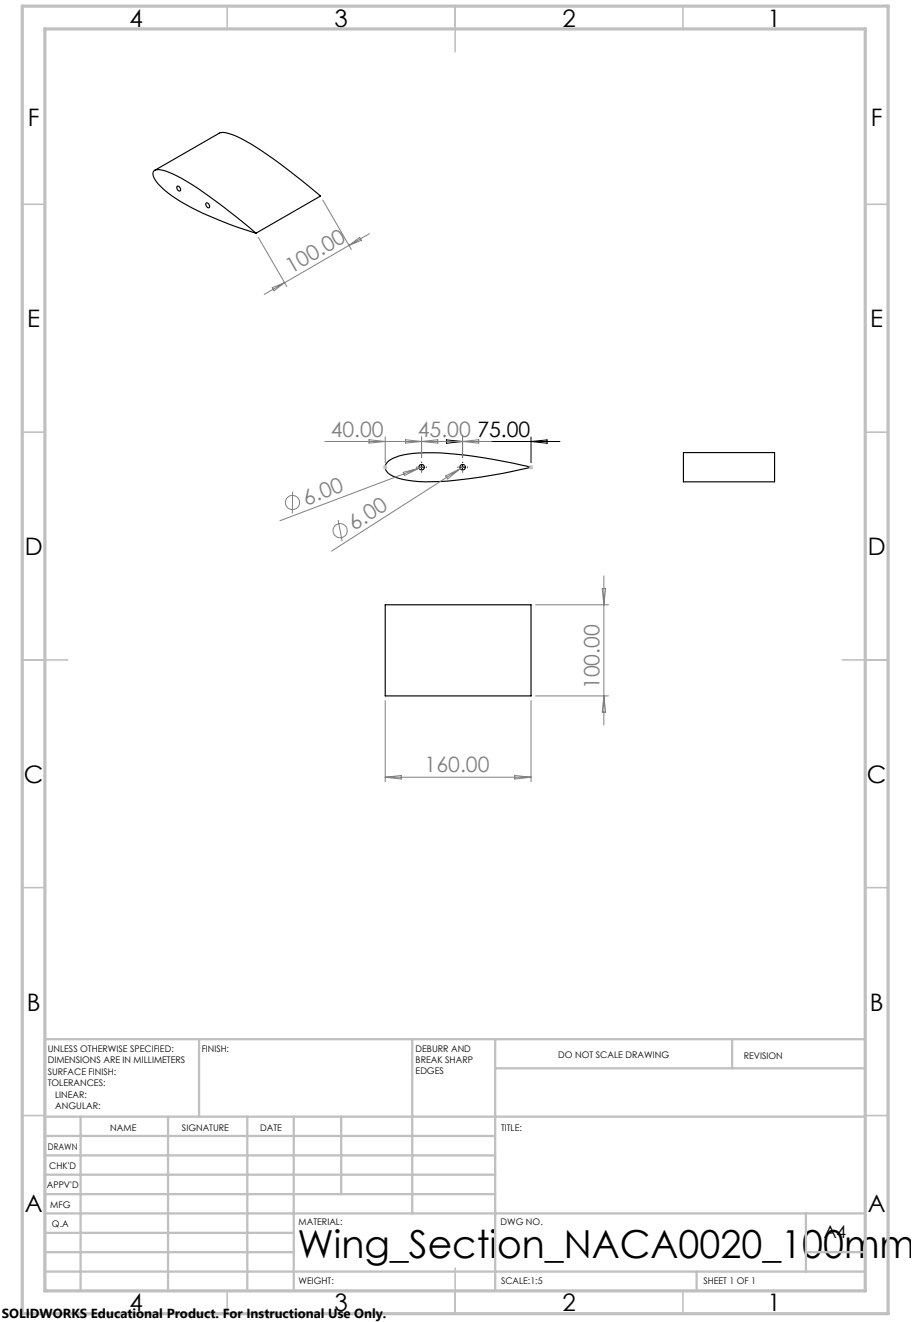 4 3 2 1
F F
100.00
E E
40.00 45.00 75.00
⌀ 6.00
⌀ 6.00
D D
100.00
160.00
C C
B B
UNLESS OTHERWISE SPECIFIED:
DIMENSIONS ARE IN MILLIMETERS
SURFACE FINISH:
TOLERANCES:
LINEAR:
ANGULAR:
FINISH:
DEBURR AND
BREAK SHARP
EDGES
DO NOT SCALE DRAWING
REVISION
NAME SIGNATURE DATE
TITLE:
DRAWN
CHK'D
APPV'D
MFG
A A
Q.A
MATERIAL:
DWG NO.
A4
Wing_Section_NACA0020_100mm
WEIGHT:
SCALE:1:5
SHEET 1 OF 1
4 3 2 1
SOLIDWORKS Educational Product. For Instructional Use Only.